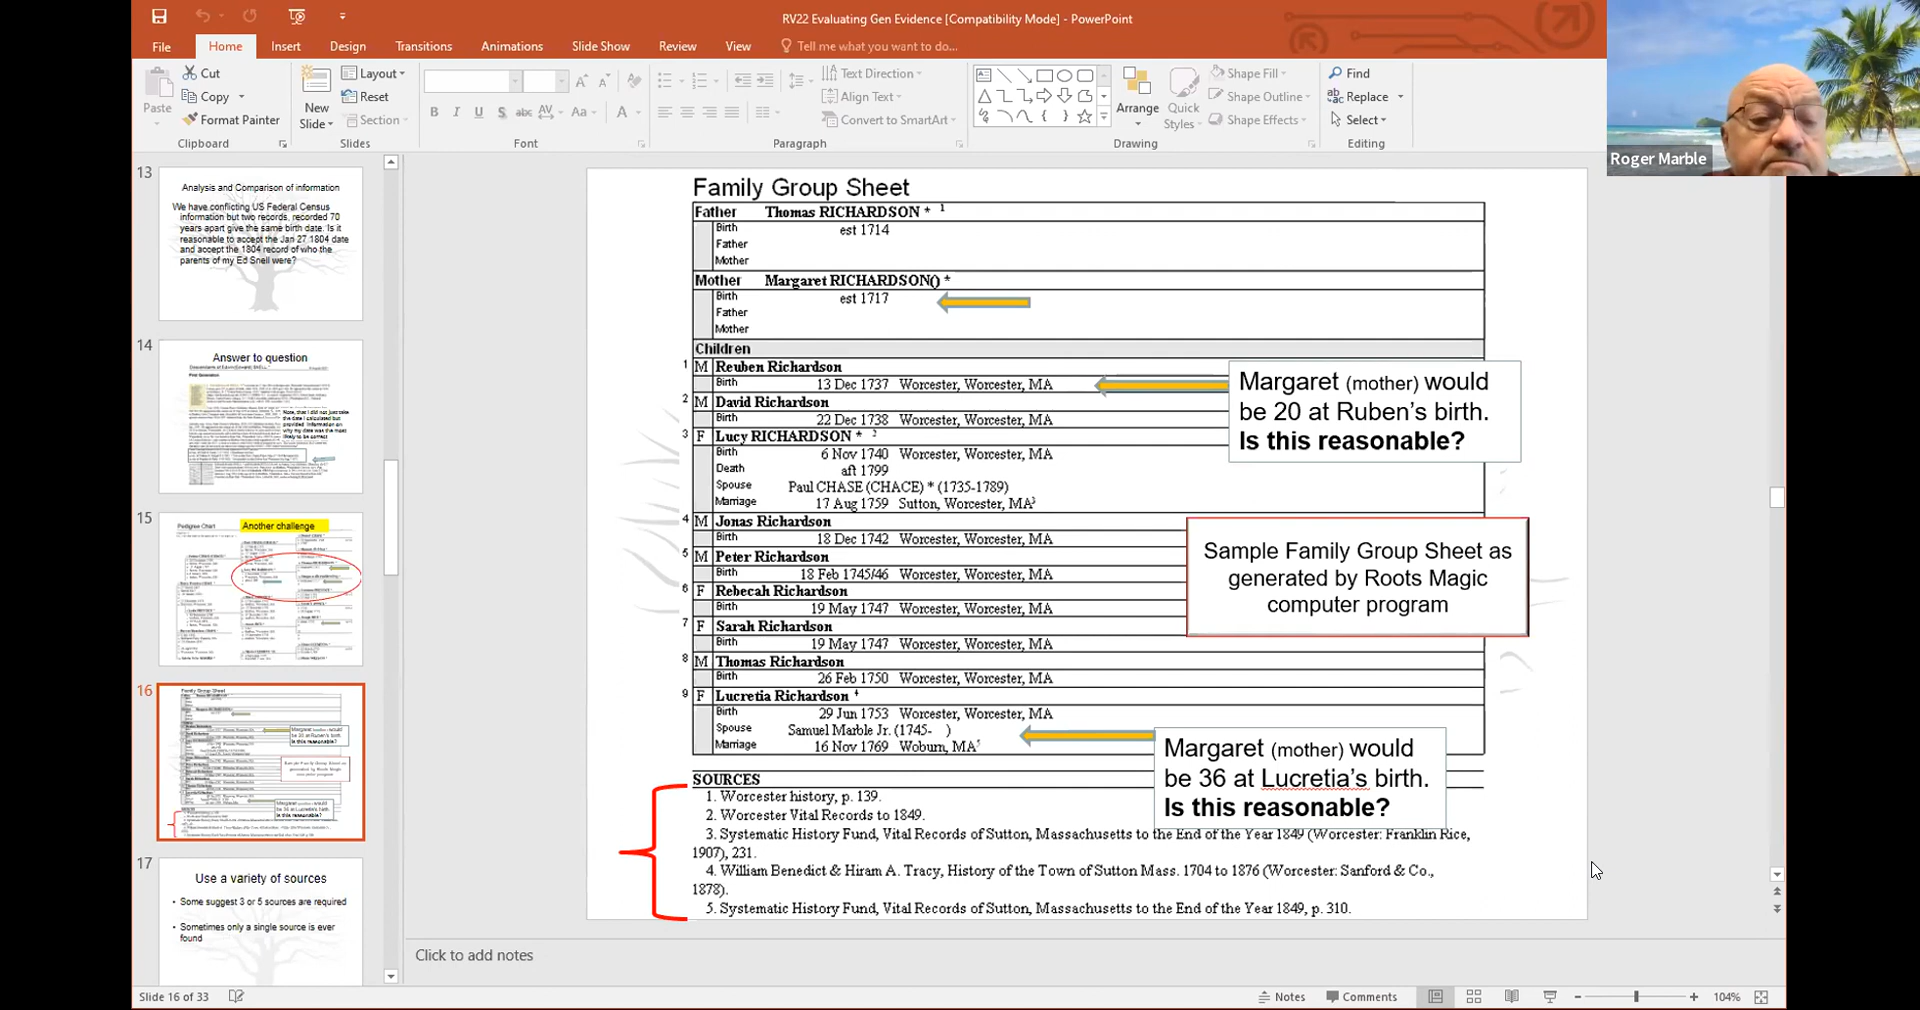 RV22 Evaluating Gen Evidence [Compatibility Mode] - PowerPoint
File Home Insert Design Transitions Animations Slide Show Review View Tell me what you want to do...
Paste
Cut
Copy
Format Painter
Clipboard
New
Slide
Layout
Reset
Section
Slides
Font
Text Direction
Align Text
Convert to SmartArt
Paragraph
Arrange
Quick
Styles
Shape Fill
Shape Outline
Shape Effects
Drawing
Find
Replace
Select
Editing
Roger Marble
13
Analysis and Comparison of information
We have conflicting US Federal Census
information but two records, recorded 70
years apart give the same birth date. Is it
reasonable to accept the Jan 27 1804 date
and accept the 1804 record of who the
parents of my Ed Snell were?
14
Answer to question
15
Pedigree Chart
Another challenge
16
17
Use a variety of sources
• Some suggest 3 or 5 sources are required
• Sometimes only a single source is ever
found
Family Group Sheet
Father Thomas RICHARDSON * 1
Birth est 1714
Father
Mother
Mother Margaret RICHARDSON() *
Birth est 1717
Father
Mother
Children
1 M Reuben Richardson
Birth 13 Dec 1737 Worcester, Worcester, MA
2 M David Richardson
Birth 22 Dec 1738 Worcester, Worcester, MA
3 F Lucy RICHARDSON * 2
Birth 6 Nov 1740 Worcester, Worcester, MA
Death aft 1799
Spouse Paul CHASE (CHACE) * (1735-1789)
Marriage 17 Aug 1759 Sutton, Worcester, MA3
4 M Jonas Richardson
Birth 18 Dec 1742 Worcester, Worcester, MA
5 M Peter Richardson
Birth 18 Feb 1745/46 Worcester, Worcester, MA
6 F Rebecah Richardson
Birth 19 May 1747 Worcester, Worcester, MA
7 F Sarah Richardson
Birth 19 May 1747 Worcester, Worcester, MA
8 M Thomas Richardson
Birth 26 Feb 1750 Worcester, Worcester, MA
9 F Lucretia Richardson 4
Birth 29 Jun 1753 Worcester, Worcester, MA
Spouse Samuel Marble Jr. (1745- )
Marriage 16 Nov 1769 Woburn, MA5
Margaret (mother) would
be 20 at Ruben's birth.
Is this reasonable?
Sample Family Group Sheet as
generated by Roots Magic
computer program
Margaret (mother) would
be 36 at Lucretia's birth.
Is this reasonable?
SOURCES
1. Worcester history, p. 139.
2. Worcester Vital Records to 1849.
3. Systematic History Fund, Vital Records of Sutton, Massachusetts to the End of the Year 1849 (Worcester: Franklin Rice,
1907), 231.
4. William Benedict & Hiram A. Tracy, History of the Town of Sutton Mass. 1704 to 1876 (Worcester: Sanford & Co.,
1878).
5. Systematic History Fund, Vital Records of Sutton, Massachusetts to the End of the Year 1849, p. 310.
Click to add notes
Slide 16 of 33
Notes Comments 104%